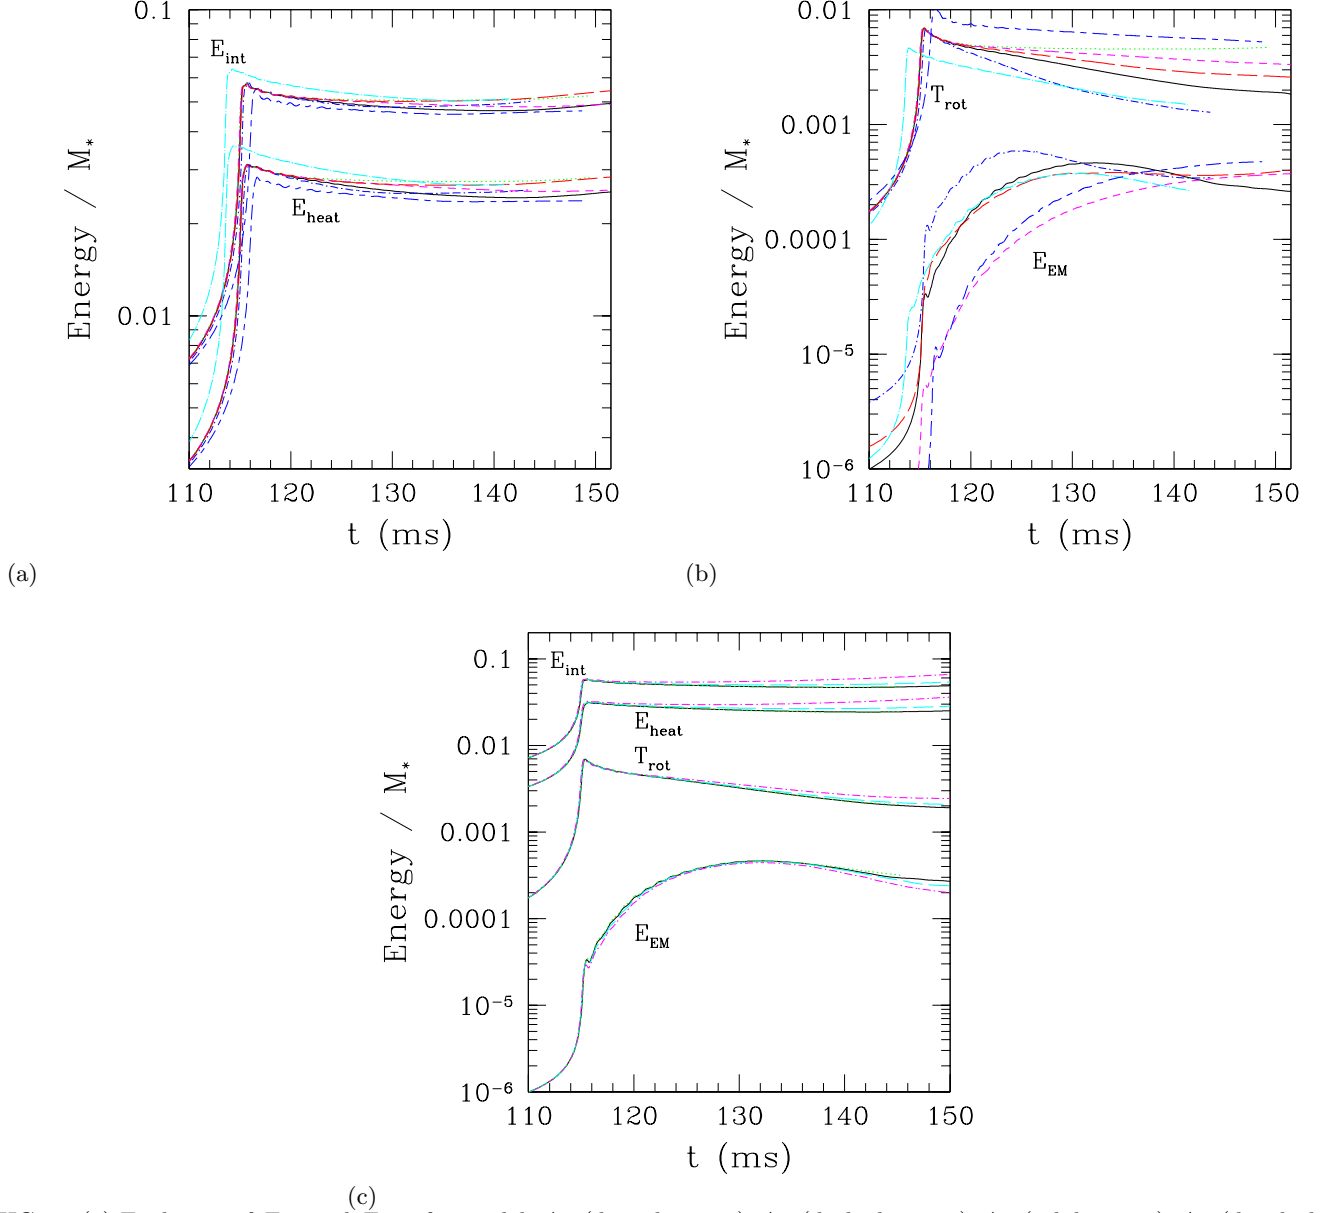 0.1
0.01
E_int
E_heat
Energy / M_*
110 120 130 140 150
t (ms)
(a)
0.01
0.001
0.0001
10^-5
10^-6
T_rot
E_EM
Energy / M_*
110 120 130 140 150
t (ms)
(b)
0.1
0.01
0.001
0.0001
10^-5
10^-6
E_int
E_heat
T_rot
E_EM
Energy / M_*
110 120 130 140 150
t (ms)
(c)